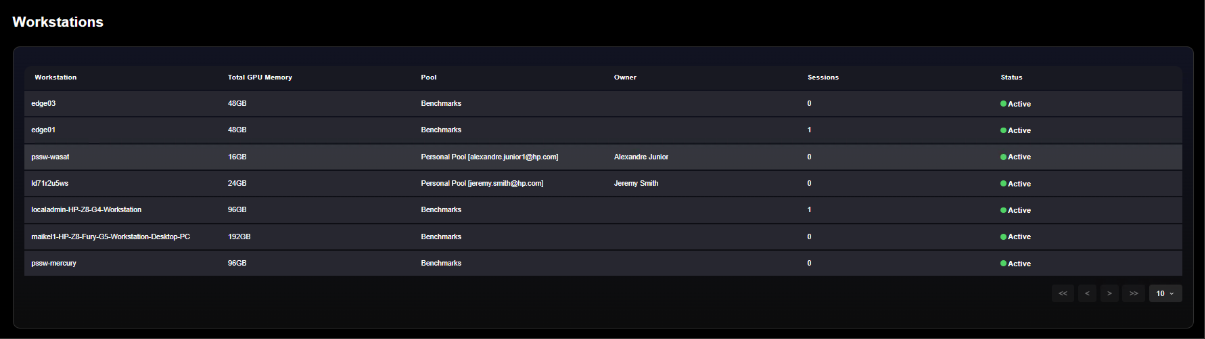 Workstations
Workstation Total GPU Memory Pool Owner Sessions Status
edge03 48GB Benchmarks 0 Active
edge01 48GB Benchmarks 1 Active
pssw-wasat 16GB Personal Pool [alexandre.junior1@hp.com] Alexandre Junior 0 Active
ld71r2u5ws 24GB Personal Pool [jeremy.smith@hp.com] Jeremy Smith 0 Active
localadmin-HP-Z8-G4-Workstation 96GB Benchmarks 1 Active
maikel1-HP-Z8-Fury-G5-Workstation-Desktop-PC 192GB Benchmarks 0 Active
pssw-mercury 96GB Benchmarks 0 Active
<< < > >> 10